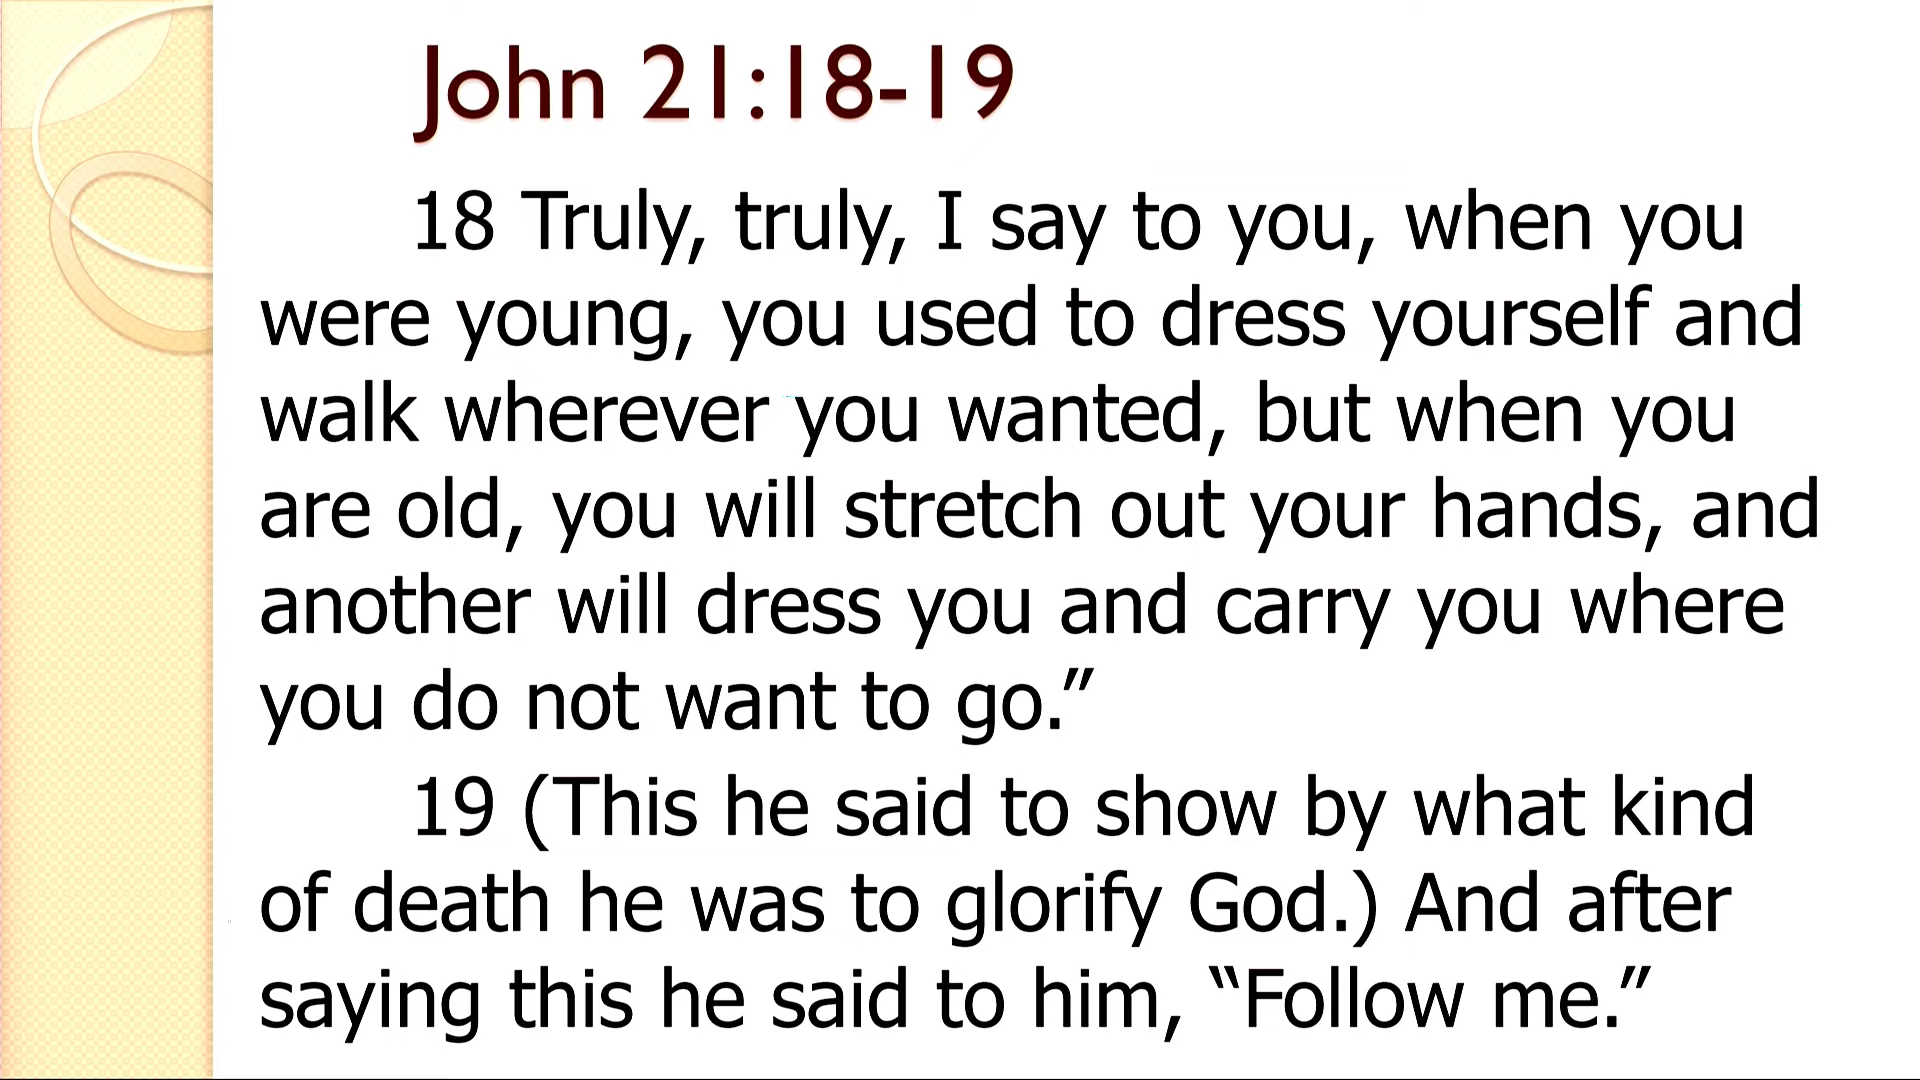 John 21:18-19
18 Truly, truly, I say to you, when you
were young, you used to dress yourself and
walk wherever you wanted, but when you
are old, you will stretch out your hands, and
another will dress you and carry you where
you do not want to go.”
19 (This he said to show by what kind
of death he was to glorify God.) And after
saying this he said to him, “Follow me.”